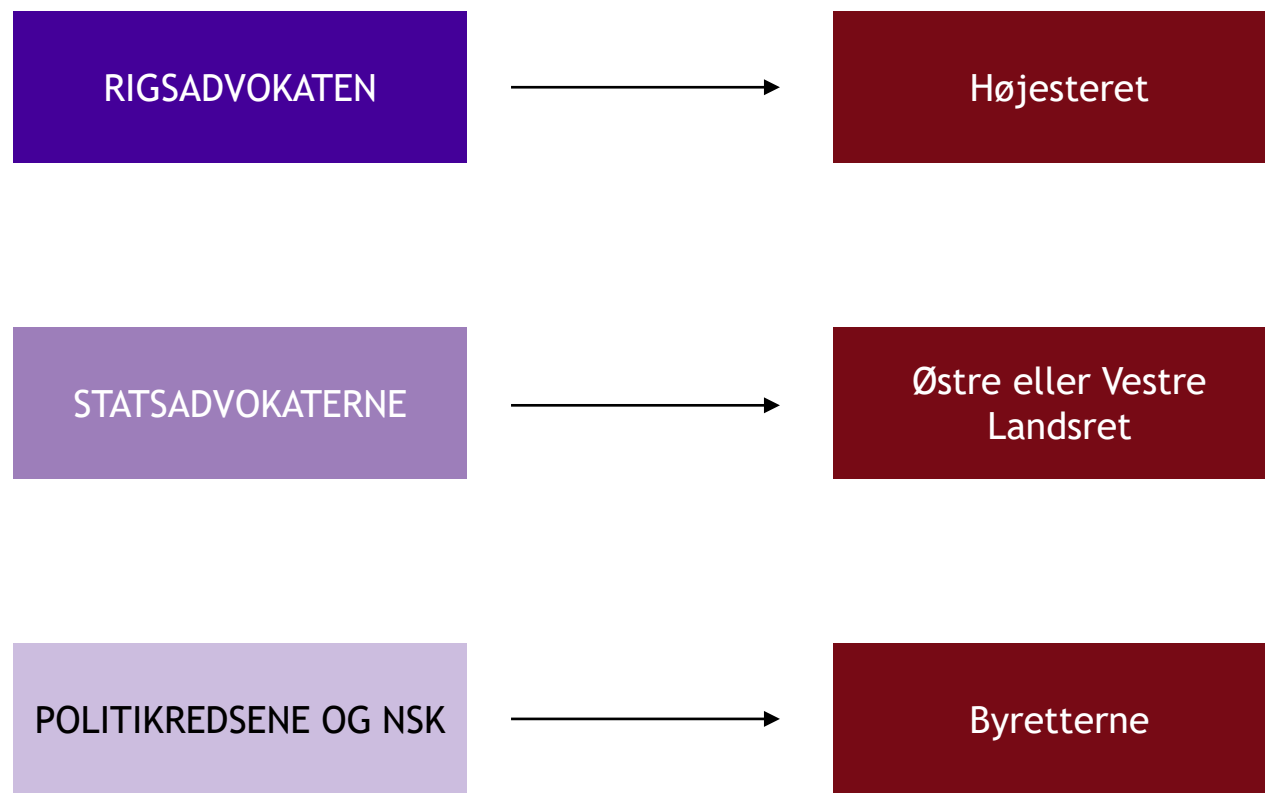 RIGSADVOKATEN
Højesteret
STATSADVOKATERNE
Østre eller Vestre
Landsret
POLITIKREDSENE OG NSK
Byretterne